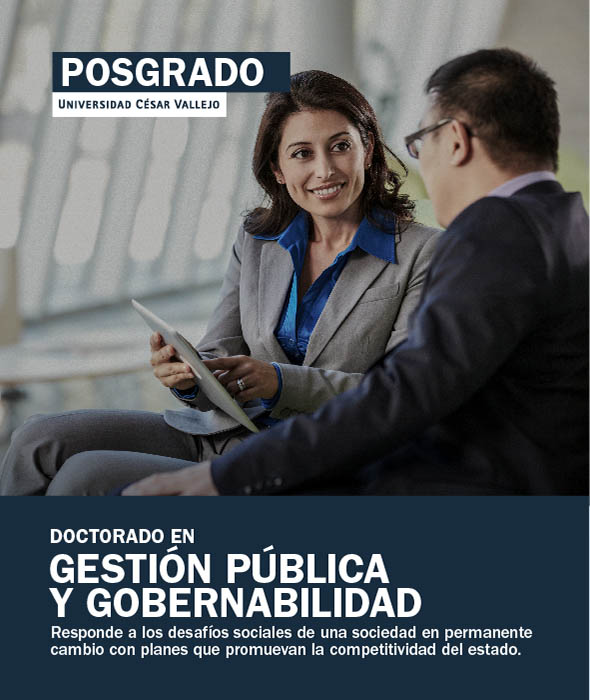 POSGRADO
UNIVERSIDAD CÉSAR VALLEJO
DOCTORADO EN
GESTIÓN PÚBLICA
Y GOBERNABILIDAD
Responde a los desafíos sociales de una sociedad en permanente
cambio con planes que promuevan la competitividad del estado.